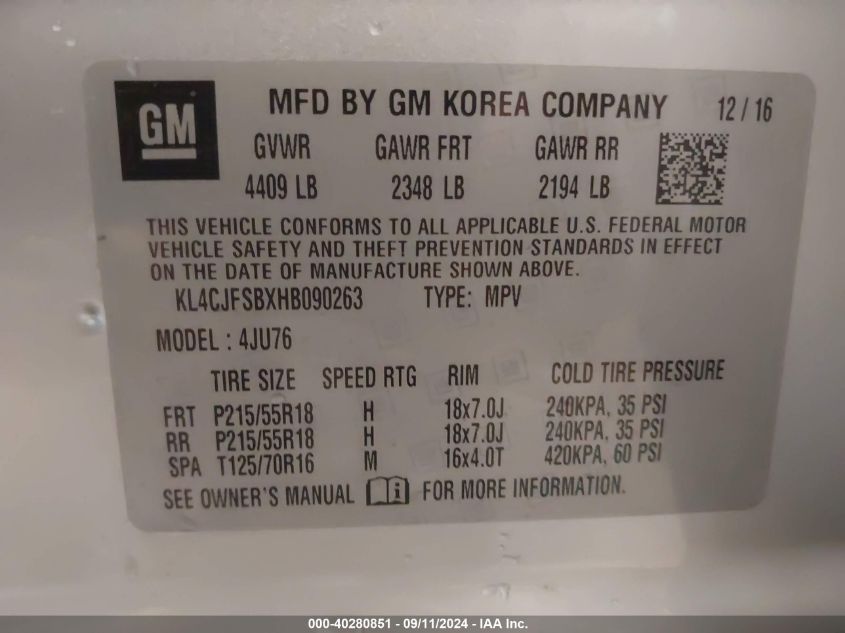 GM
MFD BY GM KOREA COMPANY 12 / 16
GVWR GAWR FRT GAWR RR
4409 LB 2348 LB 2194 LB
THIS VEHICLE CONFORMS TO ALL APPLICABLE U.S. FEDERAL MOTOR
VEHICLE SAFETY AND THEFT PREVENTION STANDARDS IN EFFECT
ON THE DATE OF MANUFACTURE SHOWN ABOVE.
KL4CJFSBXHB090263 TYPE: MPV
MODEL : 4JU76
TIRE SIZE SPEED RTG RIM COLD TIRE PRESSURE
FRT P215/55R18 H 18x7.0J 240KPA, 35 PSI
RR P215/55R18 H 18x7.0J 240KPA, 35 PSI
SPA T125/70R16 M 16x4.0T 420KPA, 60 PSI
SEE OWNER'S MANUAL i FOR MORE INFORMATION.
000-40280851 - 09/11/2024 - IAA Inc.